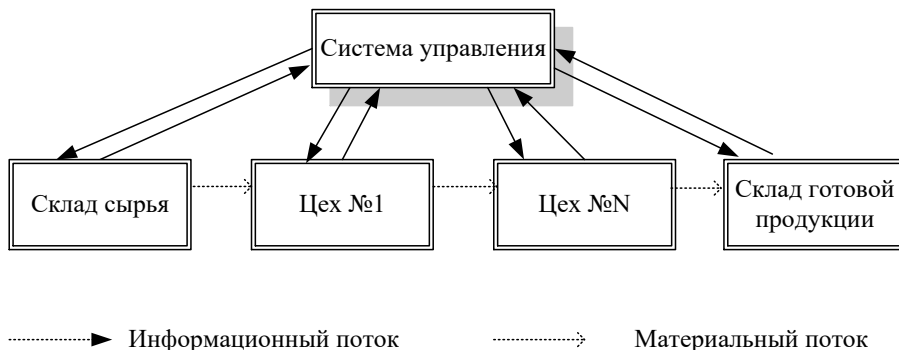 Система управления
Склад сырья
Цех №1
Цех №N
Склад готовой
продукции
Информационный поток
Материальный поток